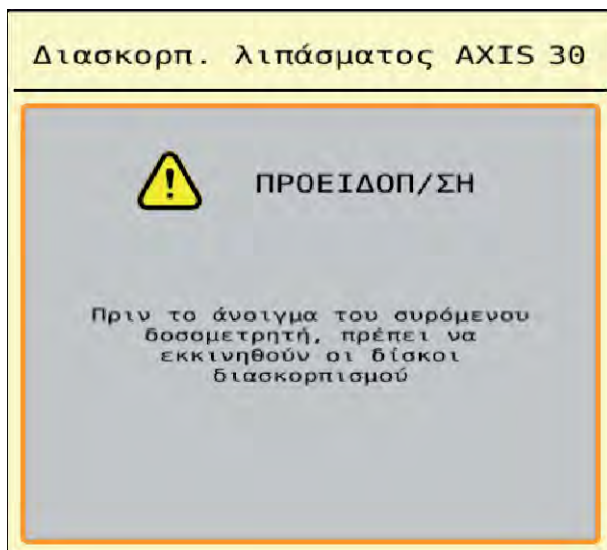 Διασκορπ. λιπάσματος AXIS 30
ΠΡΟΕΙΔΟΠ/ΣΗ
Πριν το άνοιγμα του συρόμενου
δοσομετρητή, πρέπει να
εκκινηθούν οι δίσκοι
διασκορπισμού